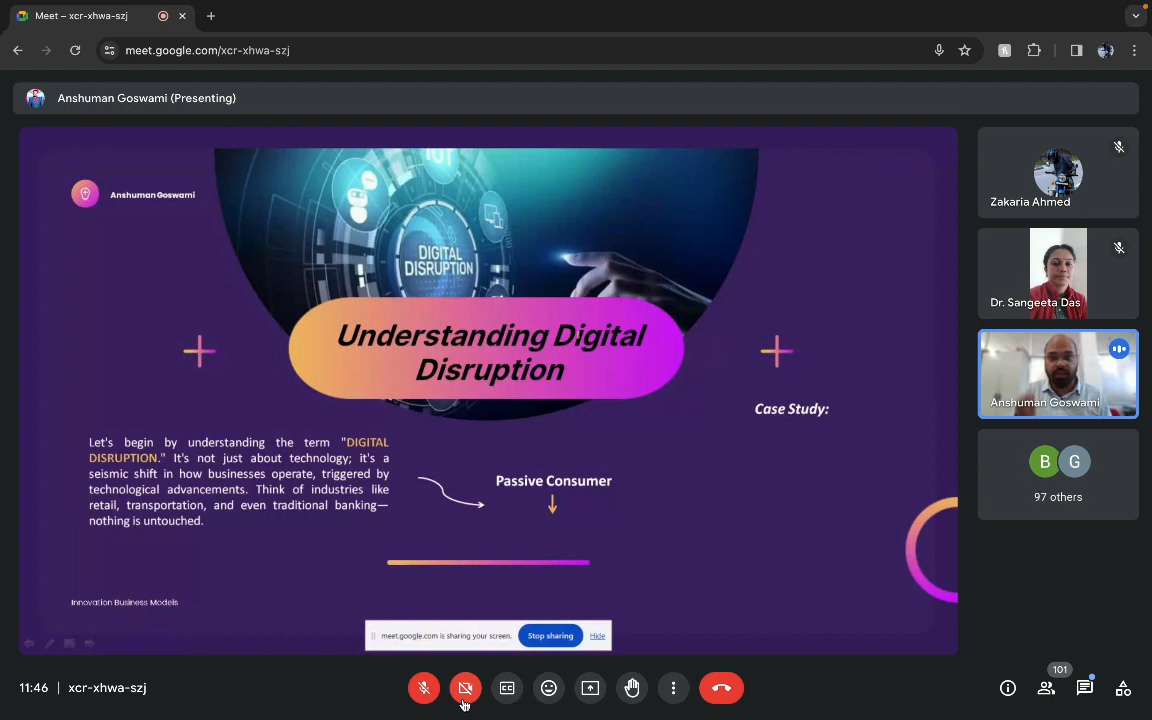 Meet – xcr-xhwa-szj
meet.google.com/xcr-xhwa-szj
Anshuman Goswami (Presenting)
Anshuman Goswami
IOT
DIGITAL
DISRUPTION
Understanding Digital
Disruption
Case Study:
Let's begin by understanding the term "DIGITAL
DISRUPTION." It's not just about technology; it's a
seismic shift in how businesses operate, triggered by
technological advancements. Think of industries like
retail, transportation, and even traditional banking—
nothing is untouched.
Passive Consumer
Innovation Business Models
meet.google.com is sharing your screen.
Stop sharing
Hide
Zakaria Ahmed
Dr. Sangeeta Das
Anshuman Goswami
B
G
97 others
11:46 | xcr-xhwa-szj
101